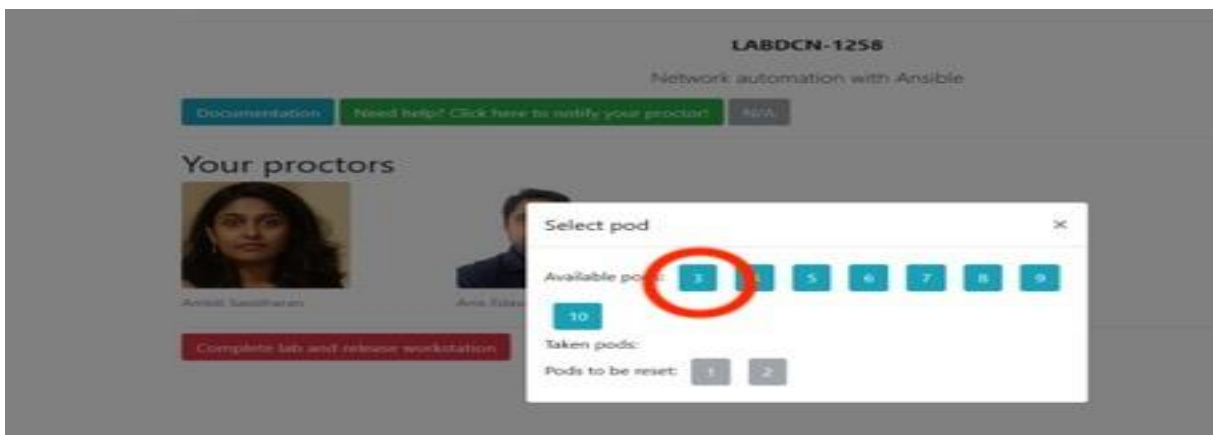 LABDCN-1258
Network automation with Ansible
Documentation Need help? Click here to notify your proctor! N/A
Your proctors
Select pod ×
Available pods: 3 4 5 6 7 8 9
10
Complete lab and release workstation
Taken pods:
Pods to be reset: 1 2